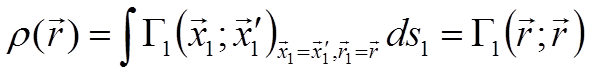 ρ(r⃗) = ∫ Γ₁(x⃗₁; x⃗₁′)_{x⃗₁=x⃗₁′, r⃗₁=r⃗} ds₁ = Γ₁(r⃗; r⃗)